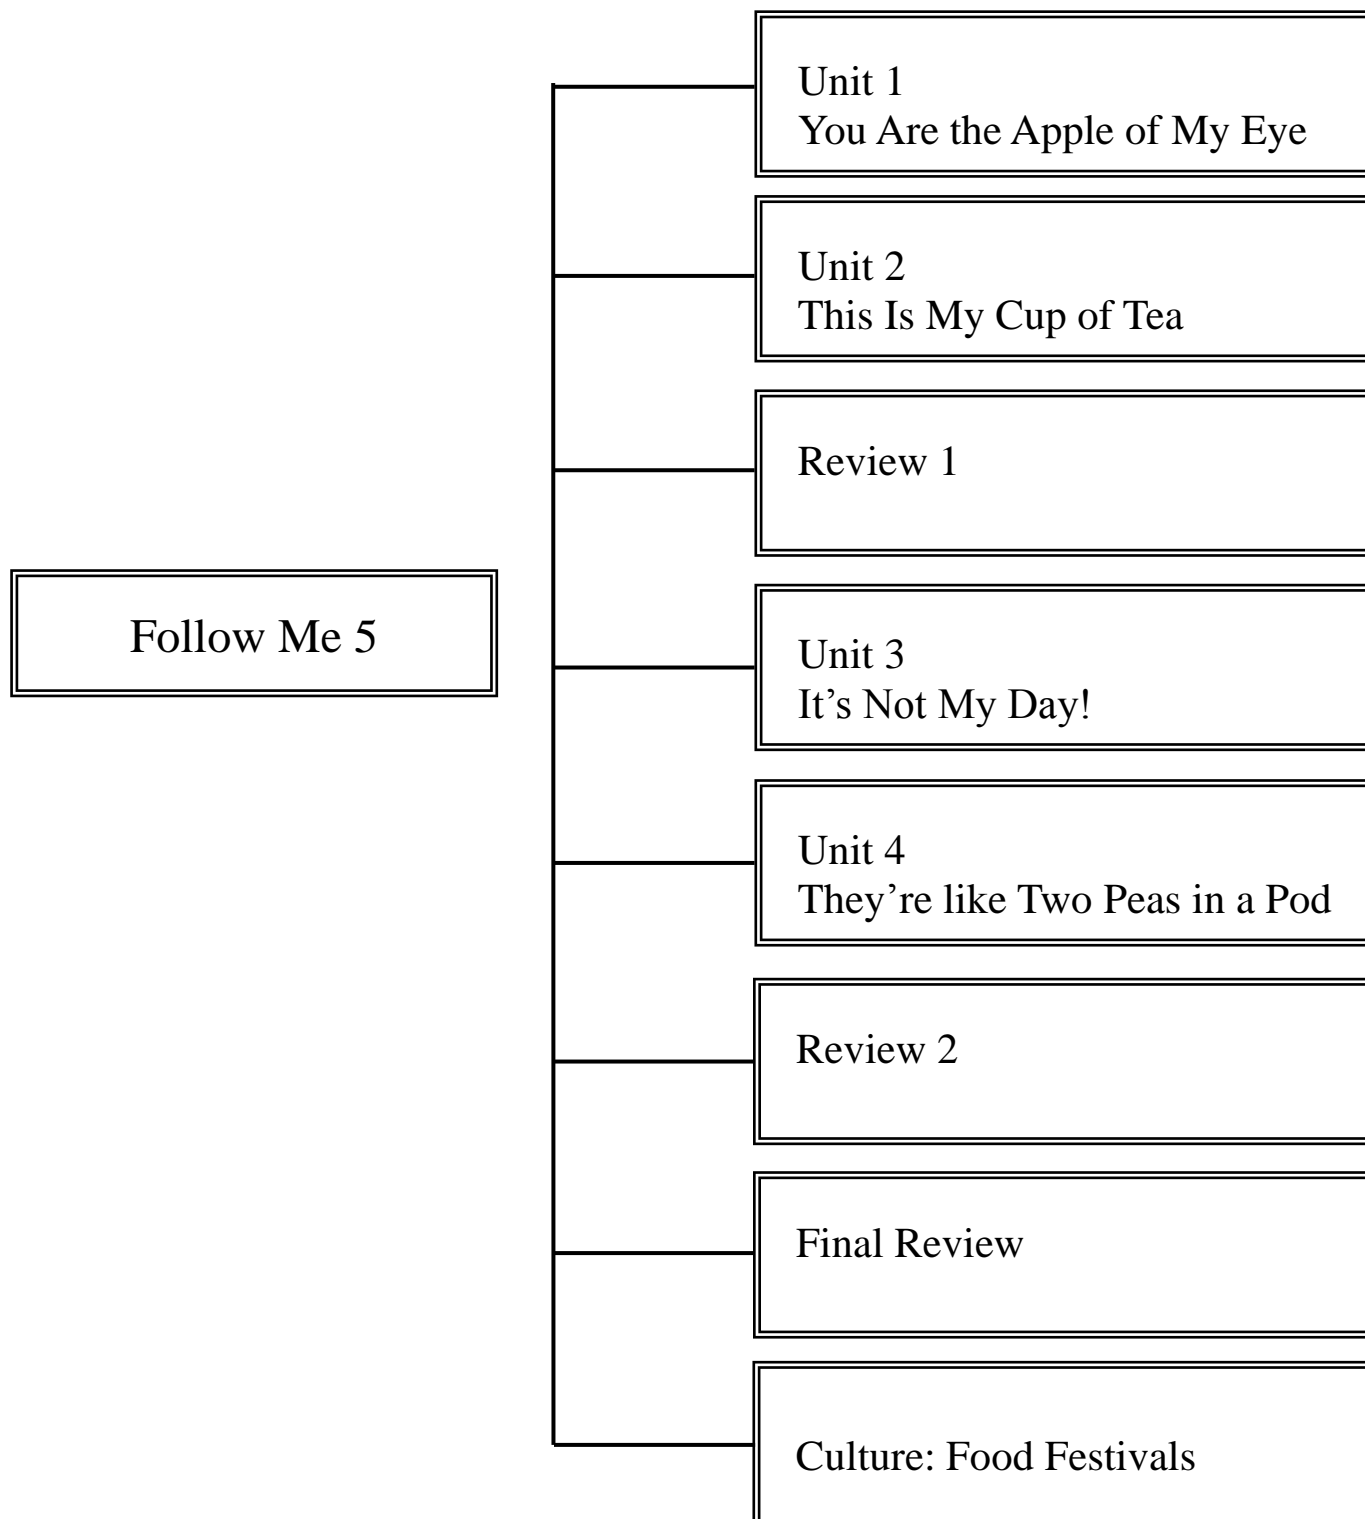 Follow Me 5
Unit 1
You Are the Apple of My Eye
Unit 2
This Is My Cup of Tea
Review 1
Unit 3
It’s Not My Day!
Unit 4
They’re like Two Peas in a Pod
Review 2
Final Review
Culture: Food Festivals